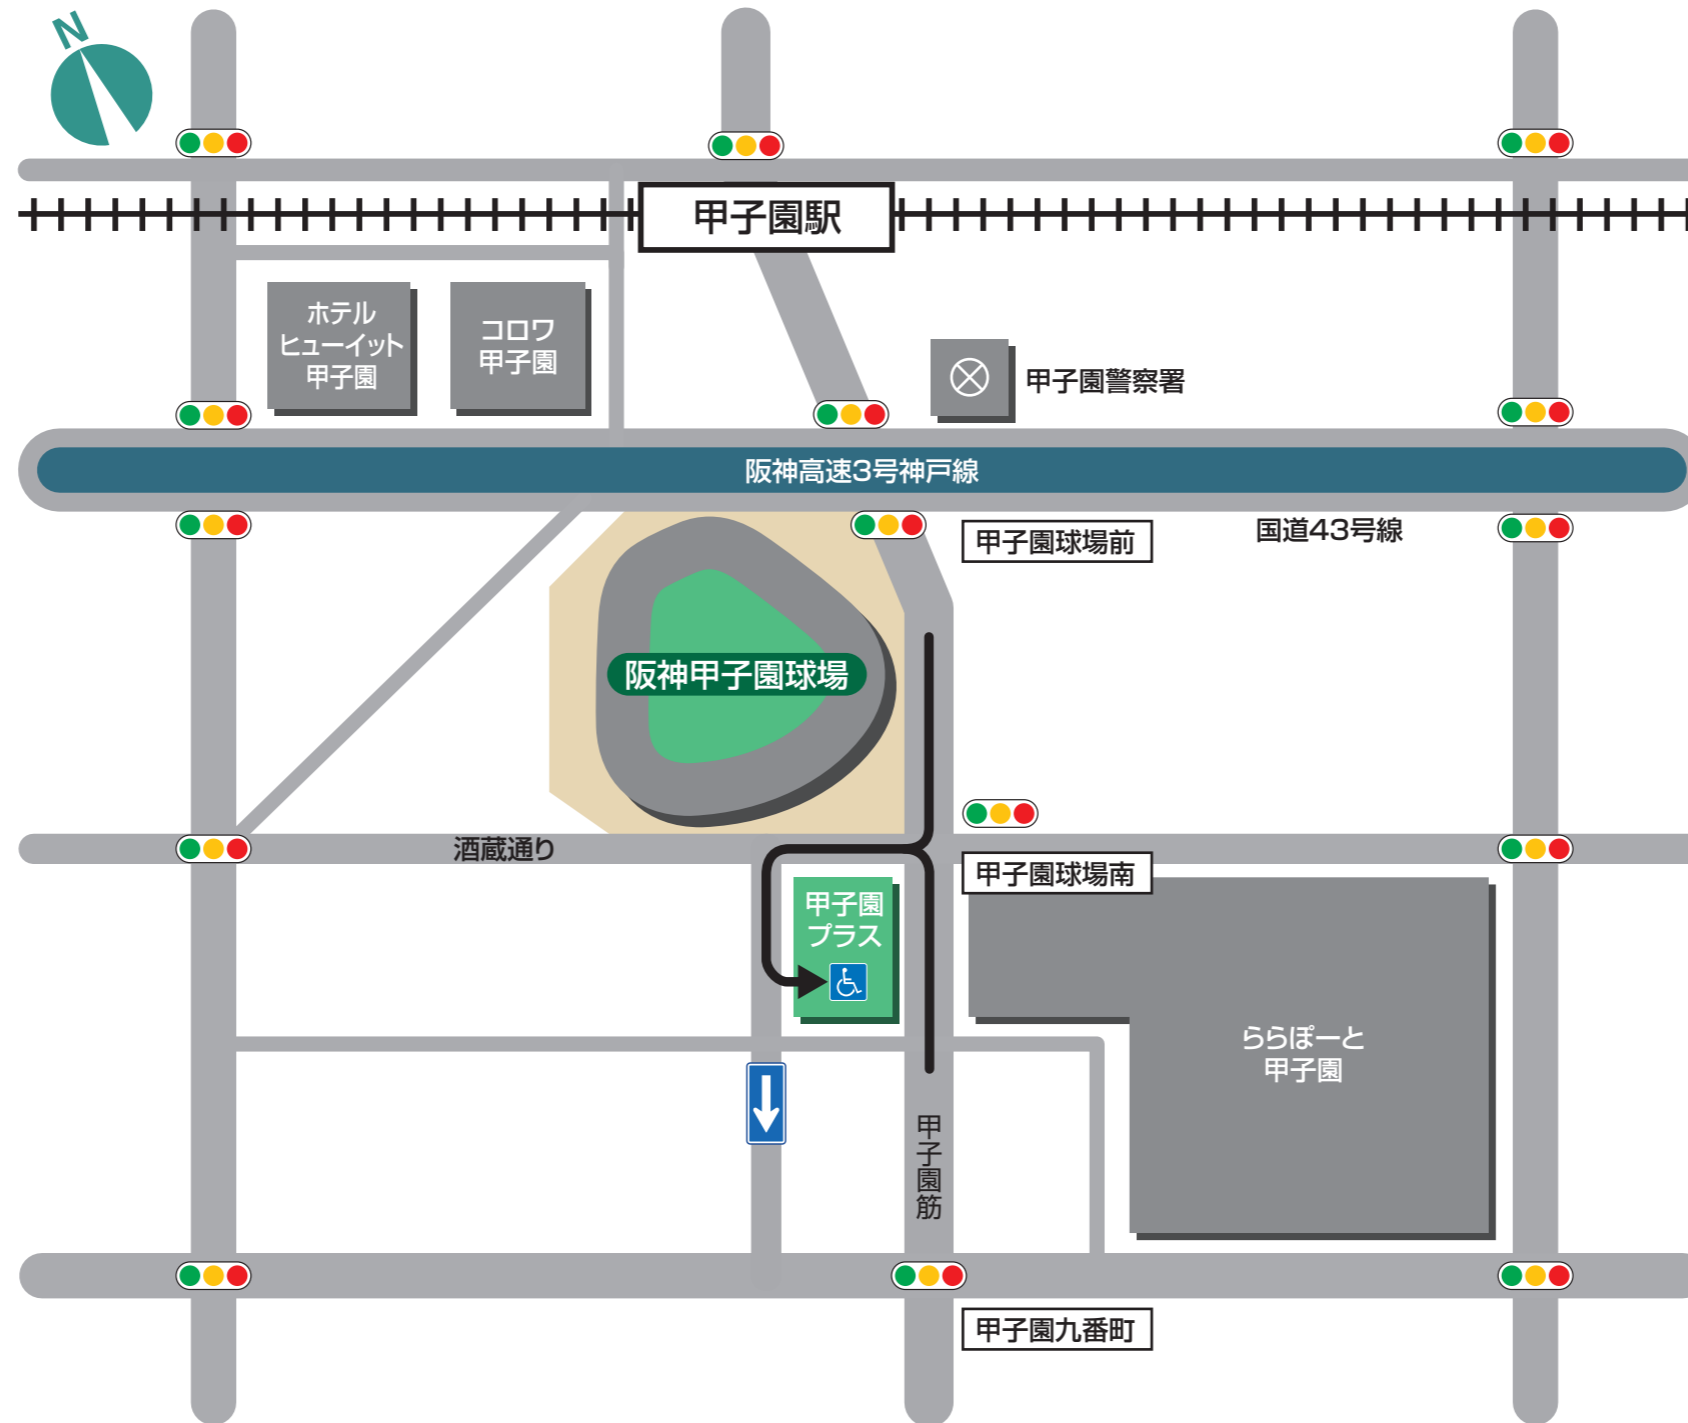 N
甲子園駅
ホテル
ヒューイット
甲子園
コロワ
甲子園
甲子園警察署
阪神高速3号神戸線
甲子園球場前
国道43号線
阪神甲子園球場
酒蔵通り
甲子園球場南
甲子園
プラス
ららぽーと
甲子園
甲子園筋
甲子園九番町